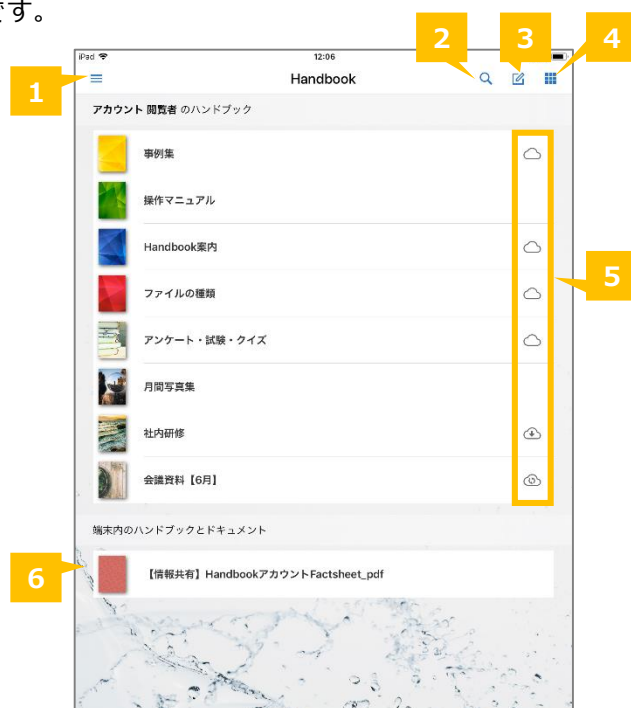 です。
2
3
4
iPad
12:06
1
Handbook
アカウント 閲覧者 のハンドブック
事例集
操作マニュアル
Handbook案内
5
ファイルの種類
アンケート・試験・クイズ
月間写真集
社内研修
会議資料【6月】
端末内のハンドブックとドキュメント
6
【情報共有】HandbookアカウントFactsheet_pdf